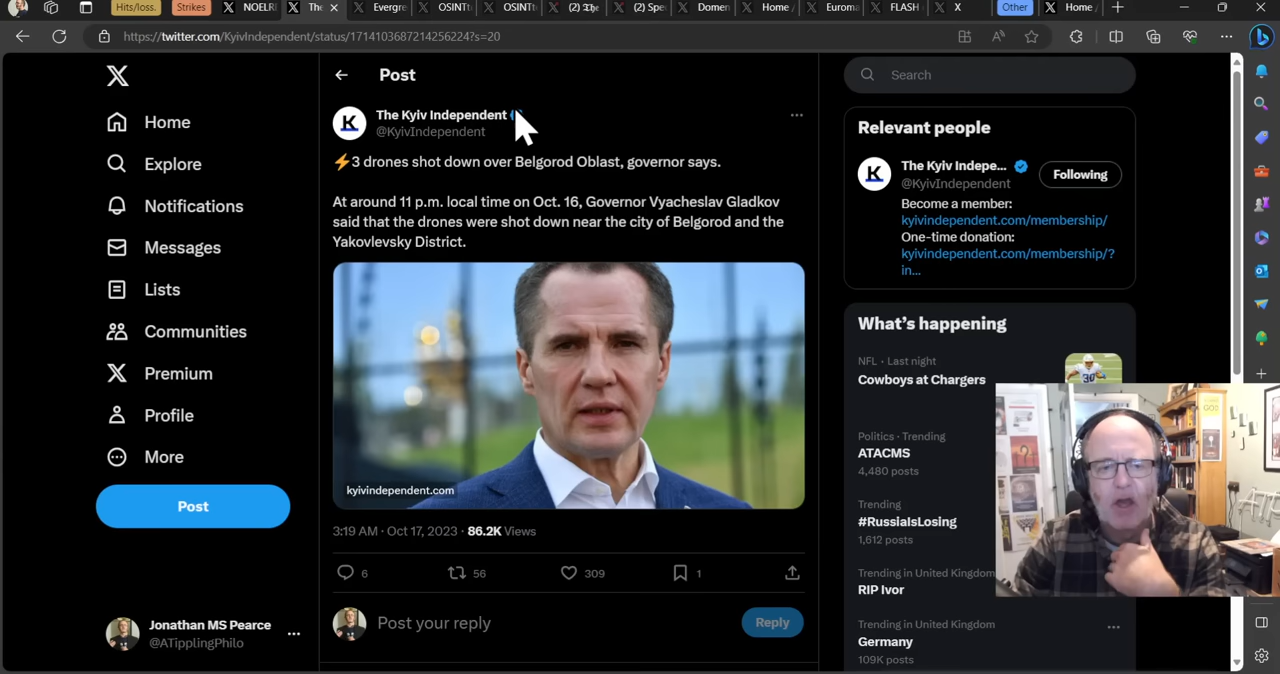 Hits/loss.
Strikes
NOELR
The
Evergre
OSINT
OSINT
(2)
(2) Spe
Domen
Home /
Eurom
FLASH
X
Other
Home /
https://twitter.com/KyivIndependent/status/1714103687214256224?s=20
Home
Explore
Notifications
Messages
Lists
Communities
Premium
Profile
More
Post
Jonathan MS Pearce
@ATipplingPhilo
Post
The Kyiv Independent
@KyivIndependent
⚡3 drones shot down over Belgorod Oblast, governor says.
At around 11 p.m. local time on Oct. 16, Governor Vyacheslav Gladkov
said that the drones were shot down near the city of Belgorod and the
Yakovlevsky District.
kyivindependent.com
3:19 AM · Oct 17, 2023 · 86.2K Views
6
56
309
1
Post your reply
Reply
Search
Relevant people
The Kyiv Indepe...
@KyivIndependent
Following
Become a member:
kyivindependent.com/membership/
One-time donation:
kyivindependent.com/membership/?
in...
What's happening
NFL · Last night
Cowboys at Chargers
Politics · Trending
ATACMS
4,480 posts
Trending
#RussiaIsLosing
1,612 posts
Trending in United Kingdom
RIP Ivor
Trending in United Kingdom
Germany
109K posts